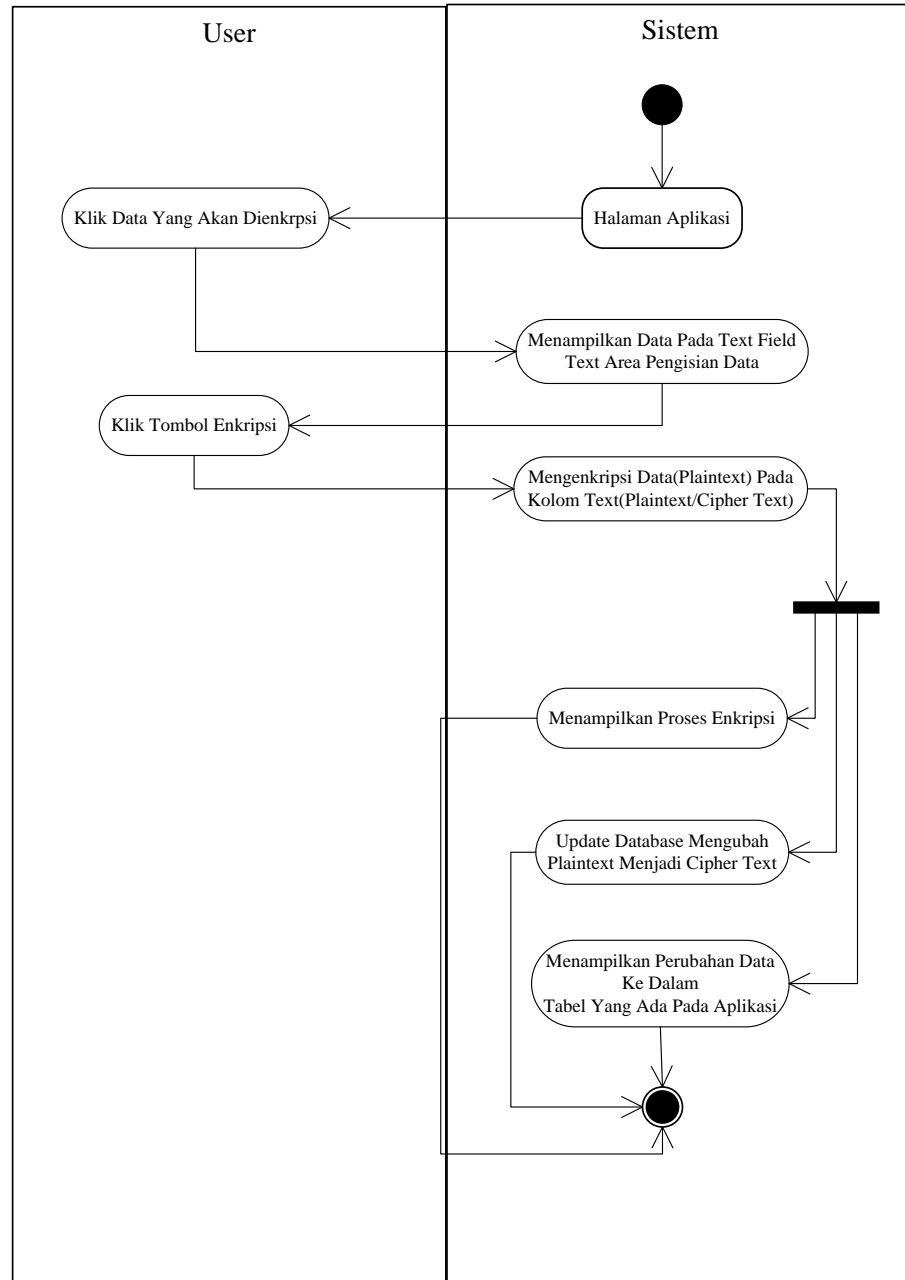 User
Sistem
Klik Data Yang Akan Dienkrpsi
Halaman Aplikasi
Menampilkan Data Pada Text Field
Text Area Pengisian Data
Klik Tombol Enkripsi
Mengenkripsi Data(Plaintext) Pada
Kolom Text(Plaintext/Cipher Text)
Menampilkan Proses Enkripsi
Update Database Mengubah
Plaintext Menjadi Cipher Text
Menampilkan Perubahan Data
Ke Dalam
Tabel Yang Ada Pada Aplikasi